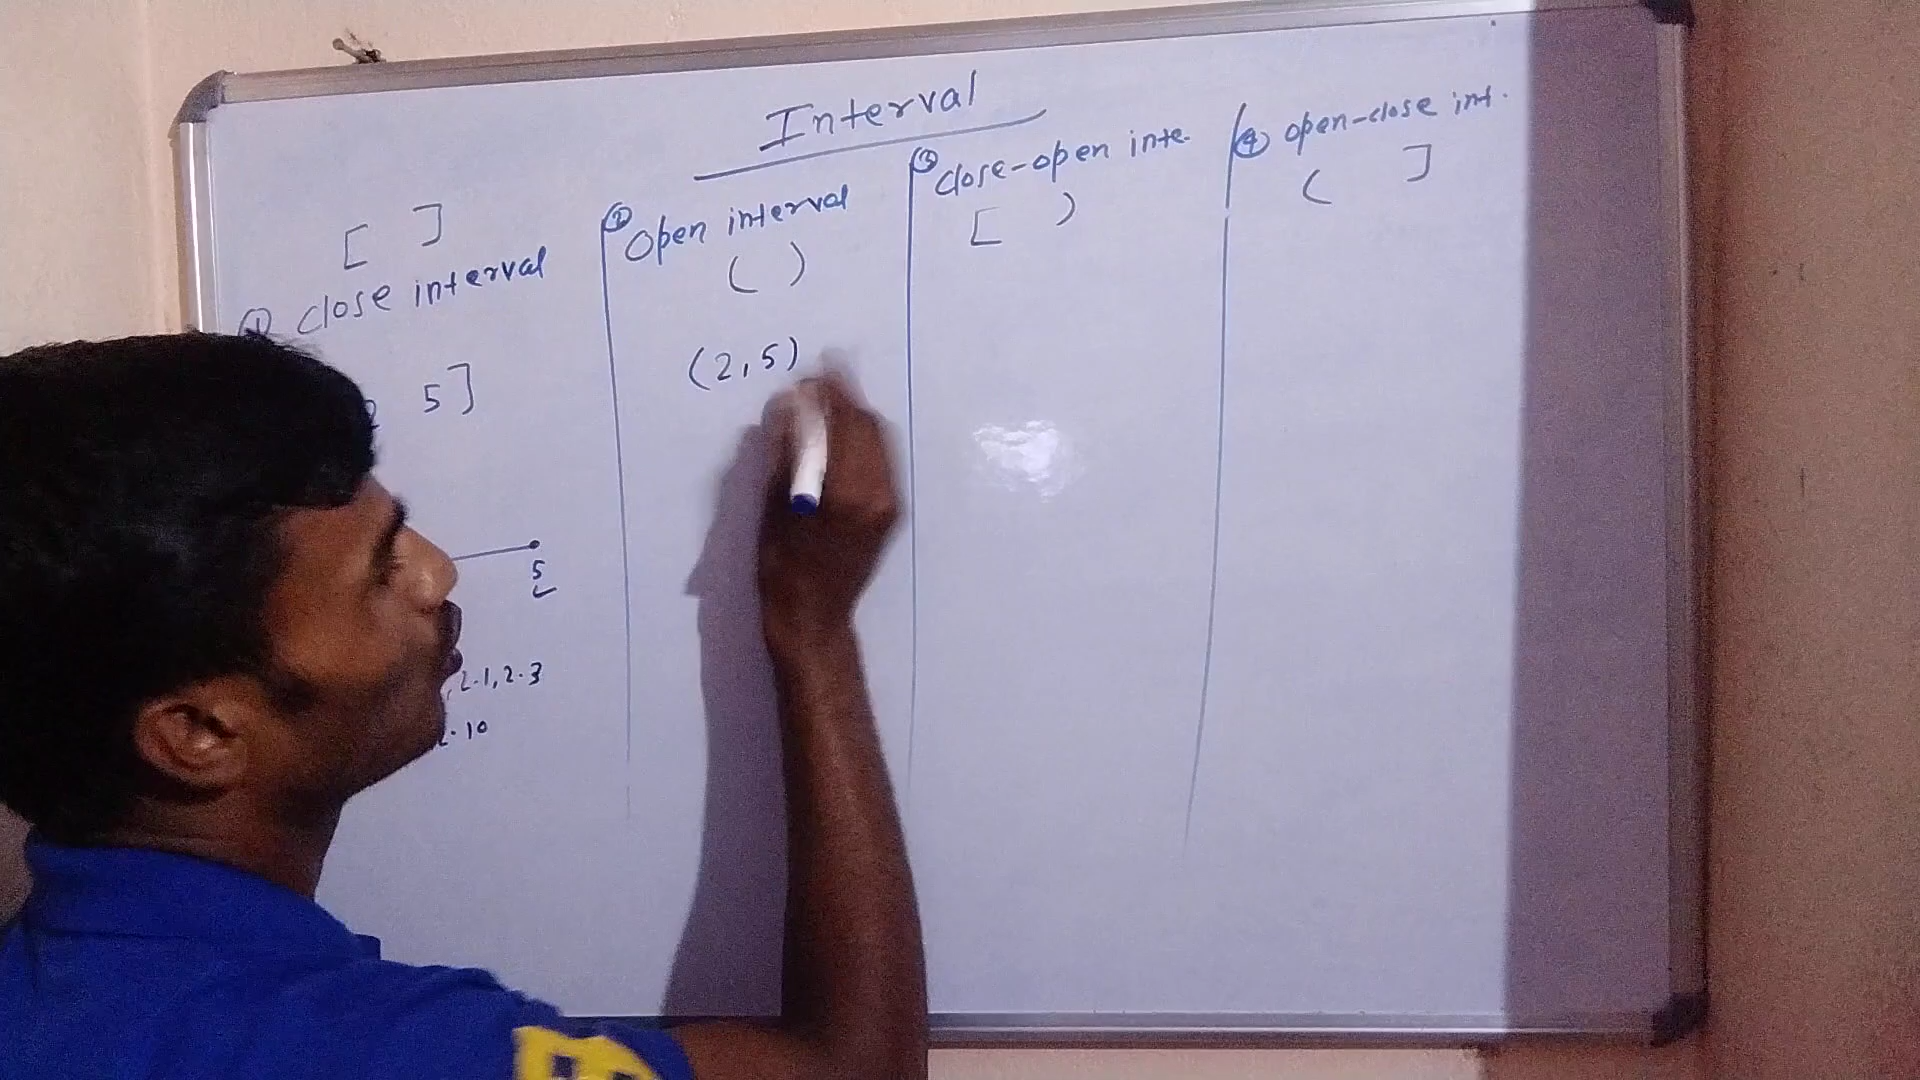 Interval
[ ]
① close interval
5]
5
, 2.1, 2.3
2.10
② open interval
( )
(2,5)
③ close-open inte.
[ )
④ open-close int.
( ]